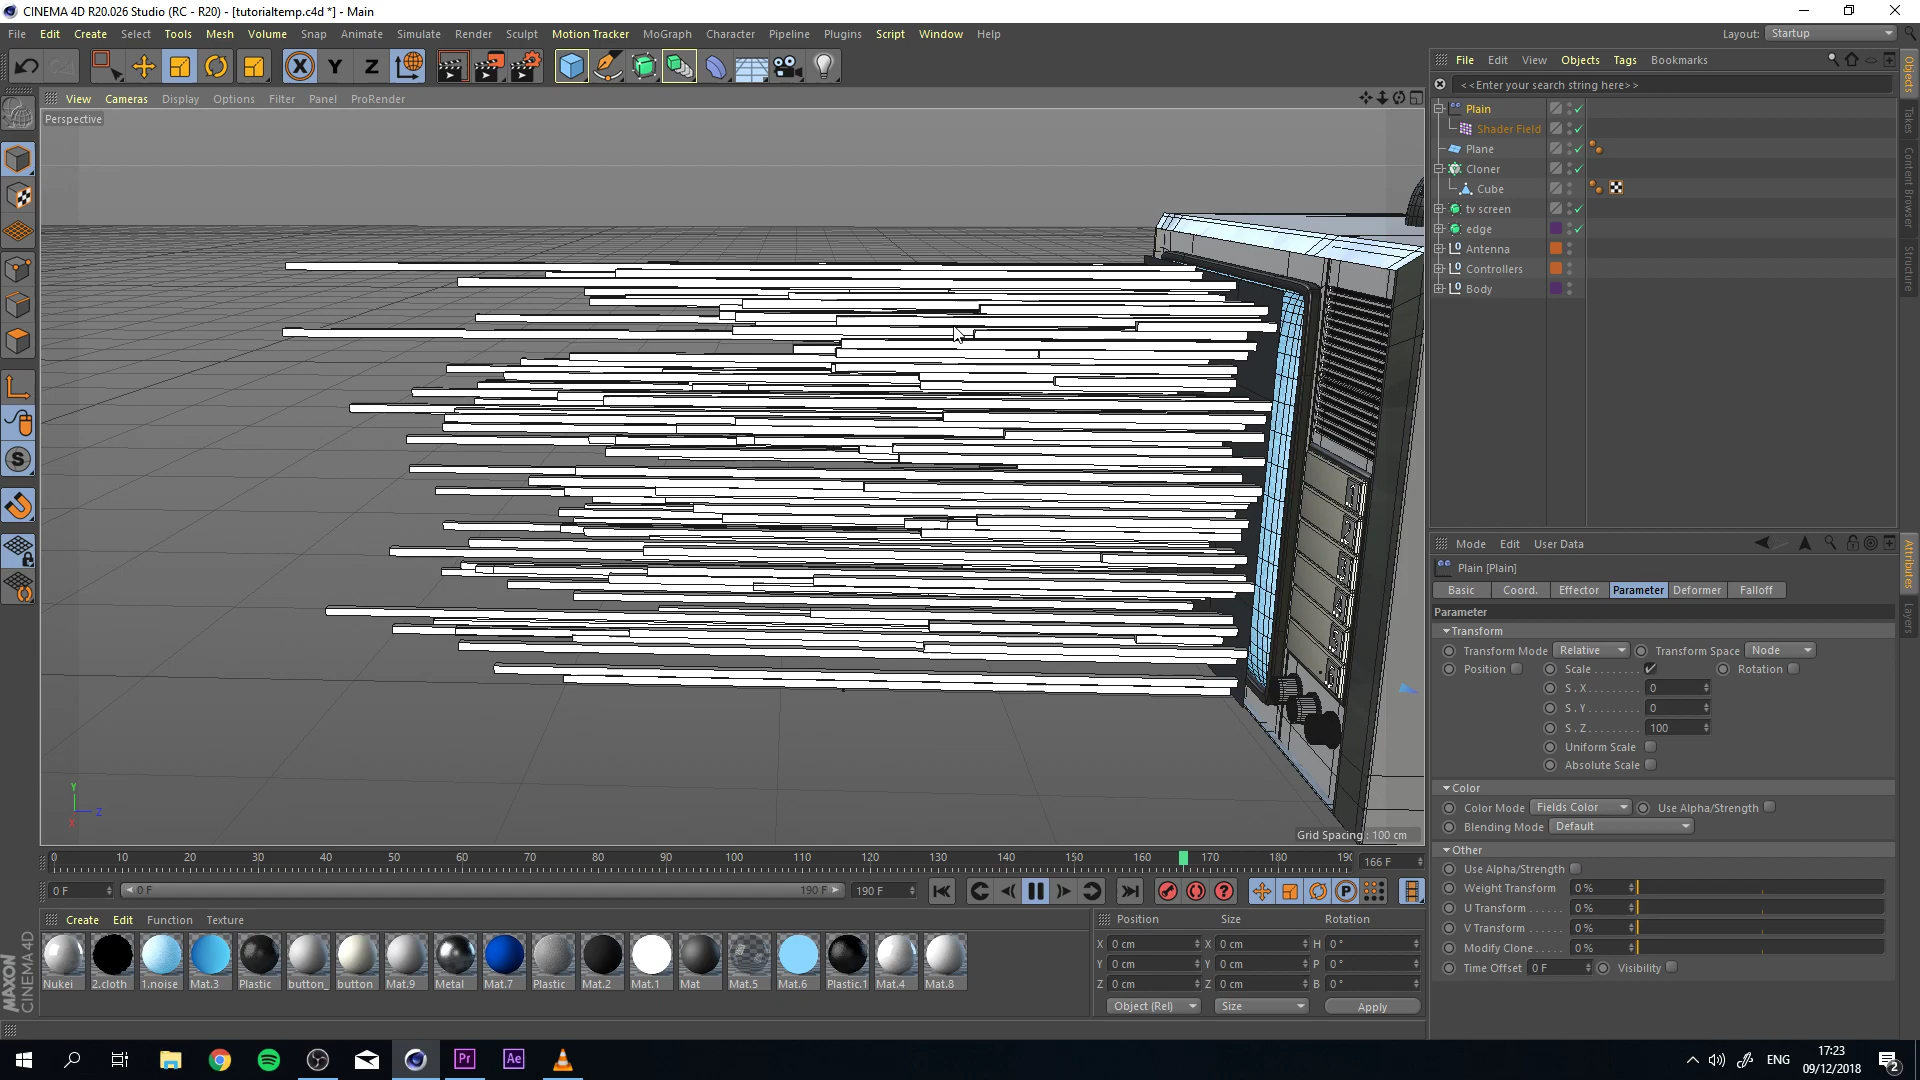 CINEMA 4D R20.026 Studio (RC - R20) - [tutorialtemp.c4d *] - Main
File Edit Create Select Tools Mesh Volume Snap Animate Simulate Render Sculpt Motion Tracker MoGraph Character Pipeline Plugins Script Window Help
Layout: Startup
X Y Z
File Edit View Objects Tags Bookmarks
<<Enter your search string here>>
View Cameras Display Options Filter Panel ProRender
Perspective
Plain
Shader Field
Plane
Cloner
Cube
tv screen
edge
Antenna
Controllers
Body
Objects
Takes
Content Browser
Structure
Mode Edit User Data
Plain [Plain]
Basic Coord. Effector Parameter Deformer Falloff
Parameter
Transform
Transform Mode Relative Transform Space Node
Position Scale Rotation
S . X 0
S . Y 0
S . Z 100
Uniform Scale
Absolute Scale
Color
Color Mode Fields Color Use Alpha/Strength
Blending Mode Default
Other
Use Alpha/Strength
Weight Transform 0 %
U Transform 0 %
V Transform 0 %
Modify Clone 0 %
Time Offset 0 F Visibility
Attributes
Layers
Y
Z
X
Grid Spacing : 100 cm
0 10 20 30 40 50 60 70 80 90 100 110 120 130 140 150 160 170 180 190
166 F
0 F 0 F 190 F 190 F
Create Edit Function Texture
Nukei 2.cloth 1.noise Mat.3 Plastic button_ button Mat.9 Metal Mat.7 Plastic Mat.2 Mat.1 Mat Mat.5 Mat.6 Plastic.1 Mat.4 Mat.8
Position Size Rotation
X 0 cm X 0 cm H 0 °
Y 0 cm Y 0 cm P 0 °
Z 0 cm Z 0 cm B 0 °
Object (Rel) Size Apply
MAXON
CINEMA 4D
Pr Ae
ENG
17:23
09/12/2018
2